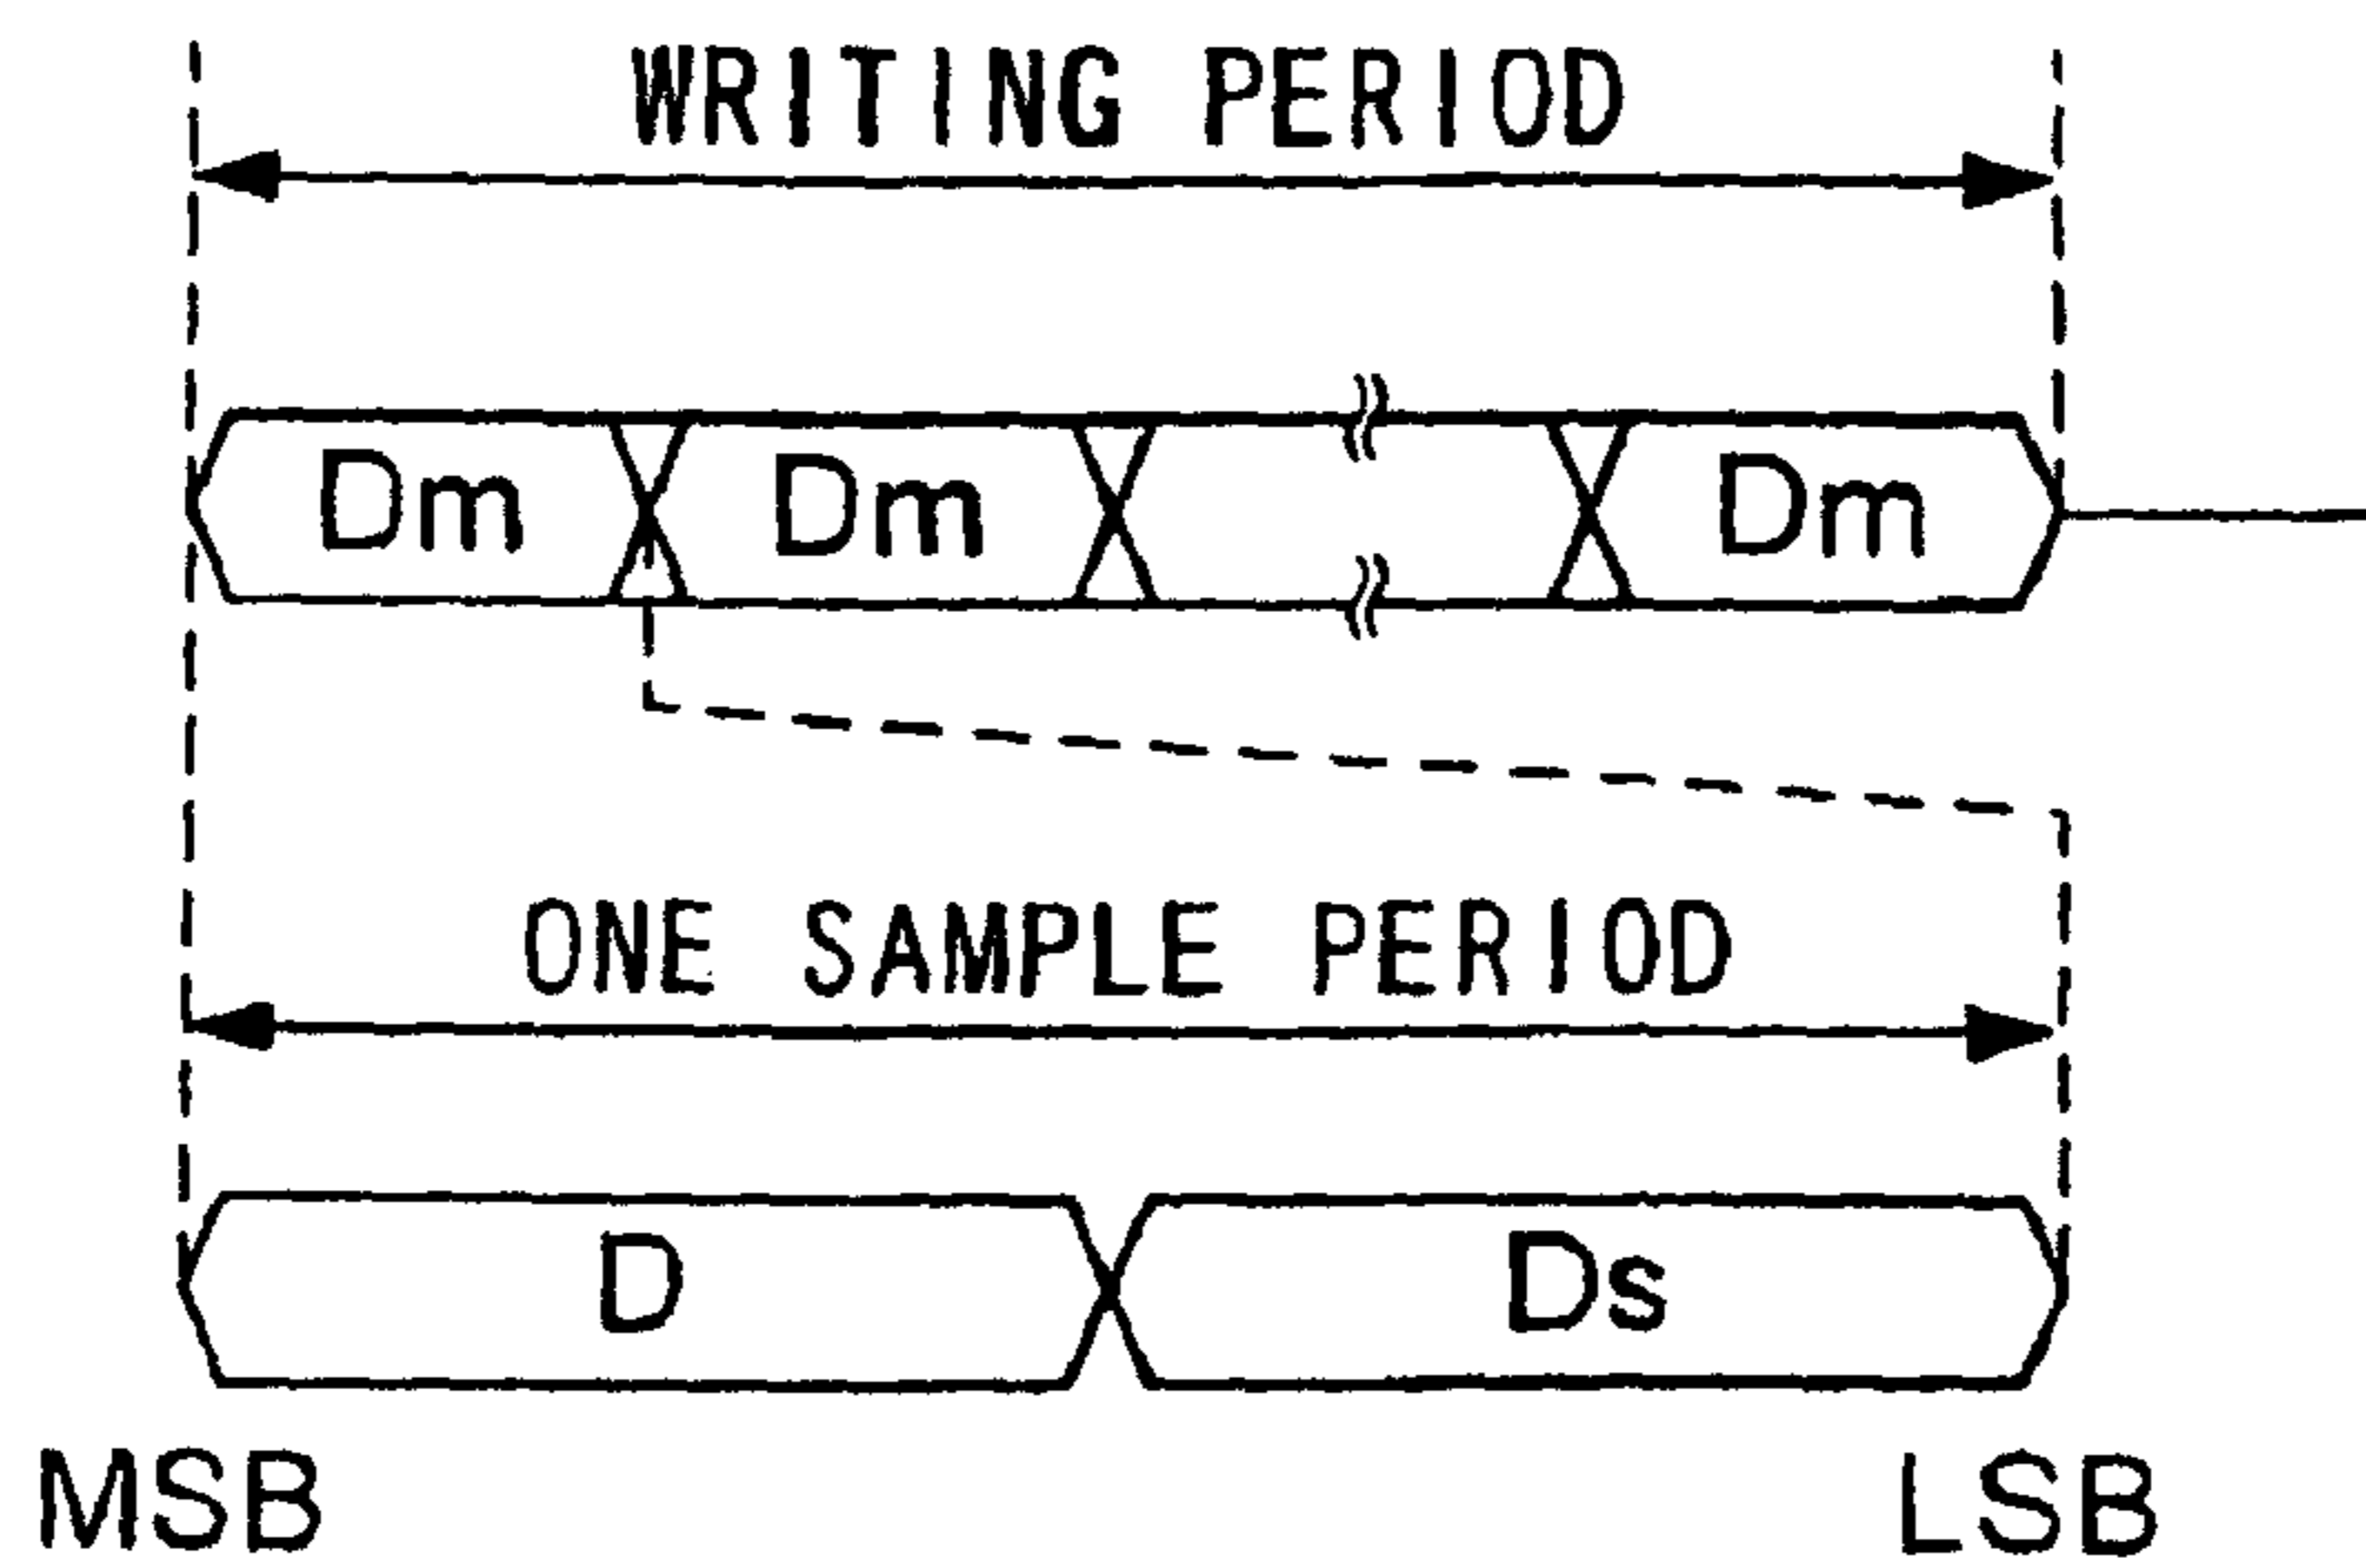 WRITING PERIOD
Dm Dm Dm
ONE SAMPLE PERIOD
D Ds
MSB LSB